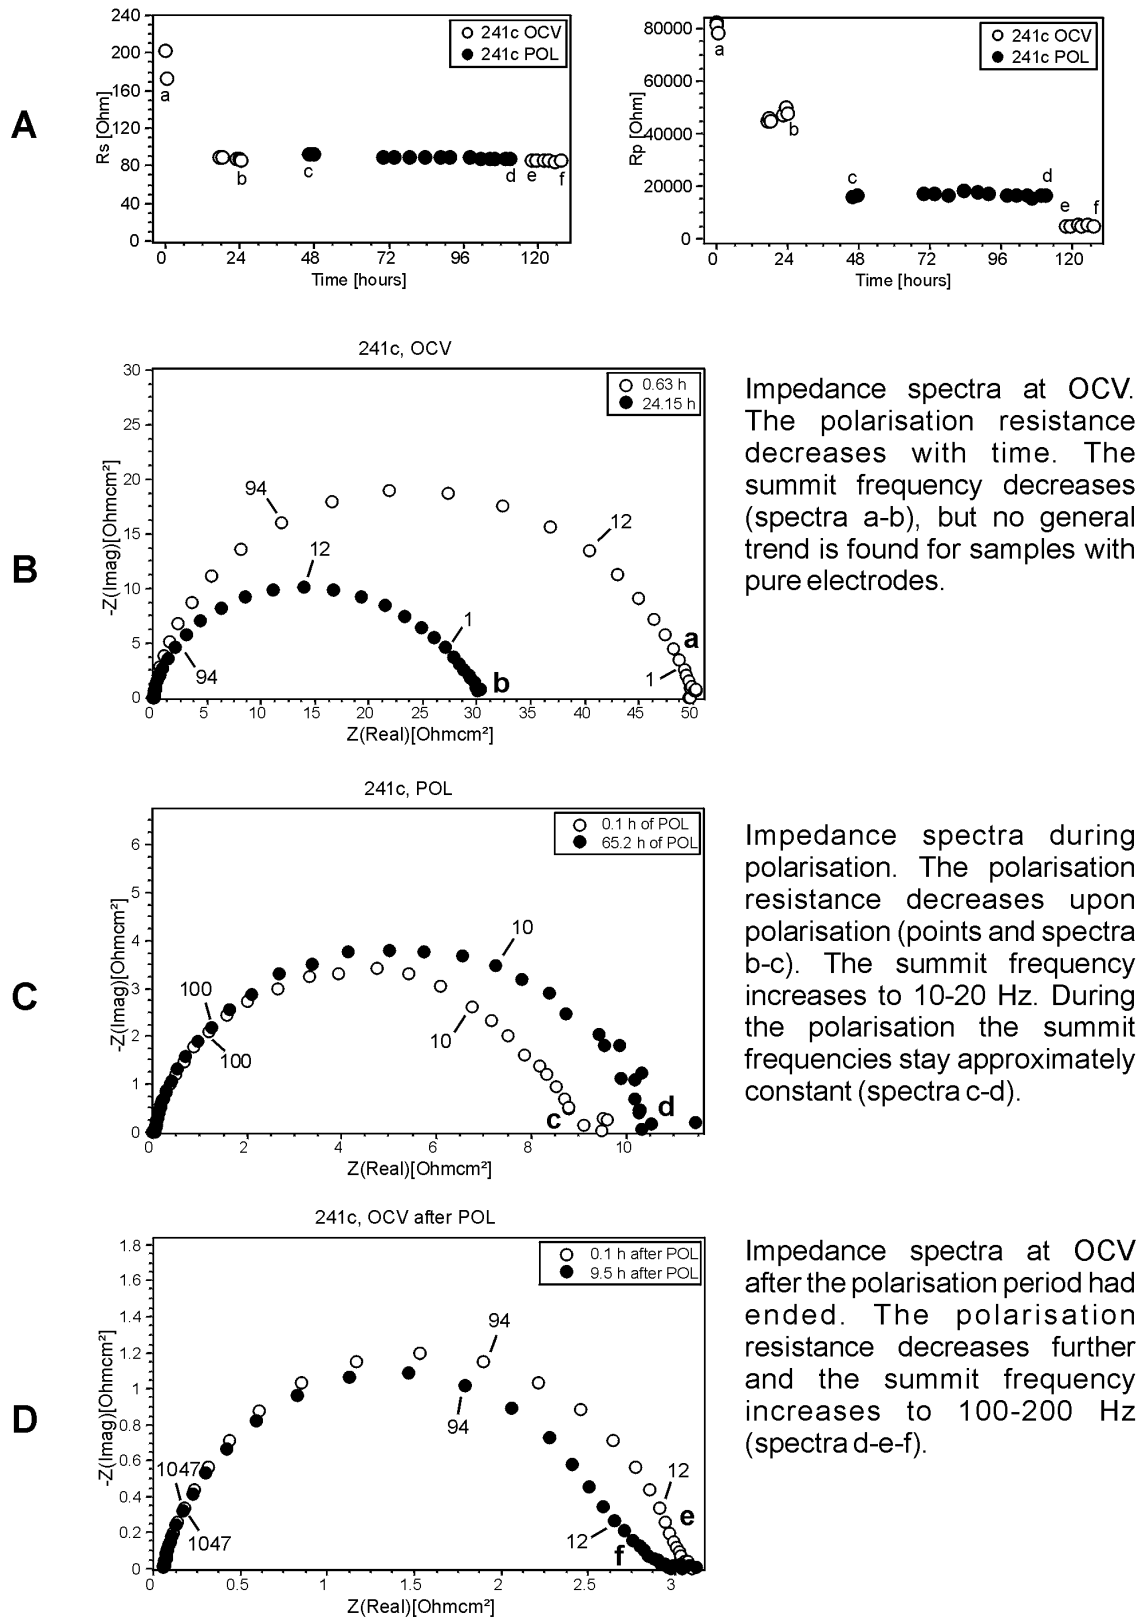 A
Rs [Ohm]
240
200
160
120
80
40
0
241c OCV
241c POL
a
b
c
d
e
f
0
24
48
72
96
120
Time [hours]
Rp [Ohm]
80000
60000
40000
20000
0
241c OCV
241c POL
a
b
c
d
e
f
0
24
48
72
96
120
Time [hours]
B
241c, OCV
-Z(Imag)[Ohmcm²]
30
25
20
15
10
5
0
0.63 h
24.15 h
94
12
12
1
94
1
a
b
0
5
10
15
20
25
30
35
40
45
50
Z(Real)[Ohmcm²]
Impedance spectra at OCV.
The polarisation resistance
decreases with time. The
summit frequency decreases
(spectra a-b), but no general
trend is found for samples with
pure electrodes.
C
241c, POL
-Z(Imag)[Ohmcm²]
6
5
4
3
2
1
0
0.1 h of POL
65.2 h of POL
10
100
100
10
c
d
0
2
4
6
8
10
Z(Real)[Ohmcm²]
Impedance spectra during
polarisation. The polarisation
resistance decreases upon
polarisation (points and spectra
b-c). The summit frequency
increases to 10-20 Hz. During
the polarisation the summit
frequencies stay approximately
constant (spectra c-d).
D
241c, OCV after POL
-Z(Imag)[Ohmcm²]
1.8
1.6
1.4
1.2
1
0.8
0.6
0.4
0.2
0
0.1 h after POL
9.5 h after POL
94
94
1047
1047
12
12
e
f
0
0.5
1
1.5
2
2.5
3
Z(Real)[Ohmcm²]
Impedance spectra at OCV
after the polarisation period had
ended. The polarisation
resistance decreases further
and the summit frequency
increases to 100-200 Hz
(spectra d-e-f).